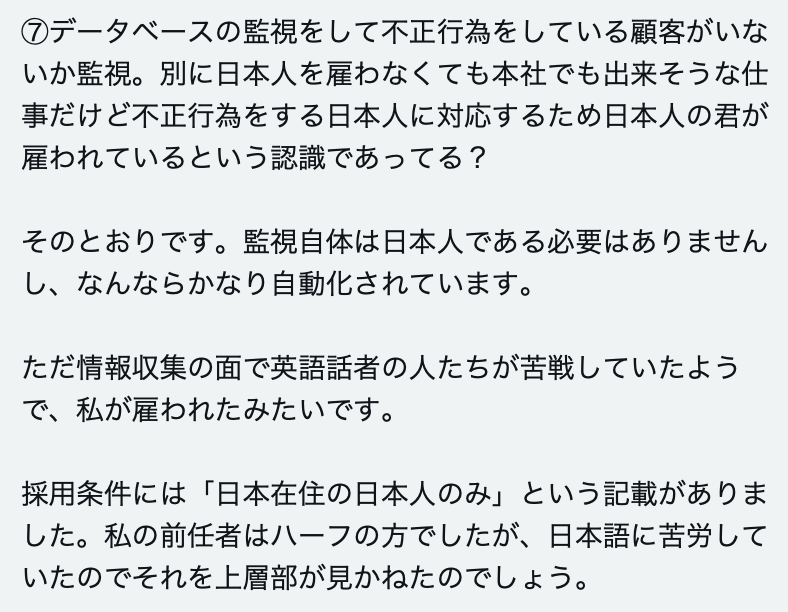 ⑦データベースの監視をして不正行為をしている顧客がいな
いか監視。別に日本人を雇わなくても本社でも出来そうな仕
事だけど不正行為をする日本人に対応するため日本人の君が
雇われているという認識であってる？
そのとおりです。監視自体は日本人である必要はありません
し、なんならかなり自動化されています。
ただ情報収集の面で英語話者の人たちが苦戦していたよう
で、私が雇われたみたいです。
採用条件には「日本在住の日本人のみ」という記載がありま
した。私の前任者はハーフの方でしたが、日本語に苦労して
いたのでそれを上層部が見かねたのでしょう。